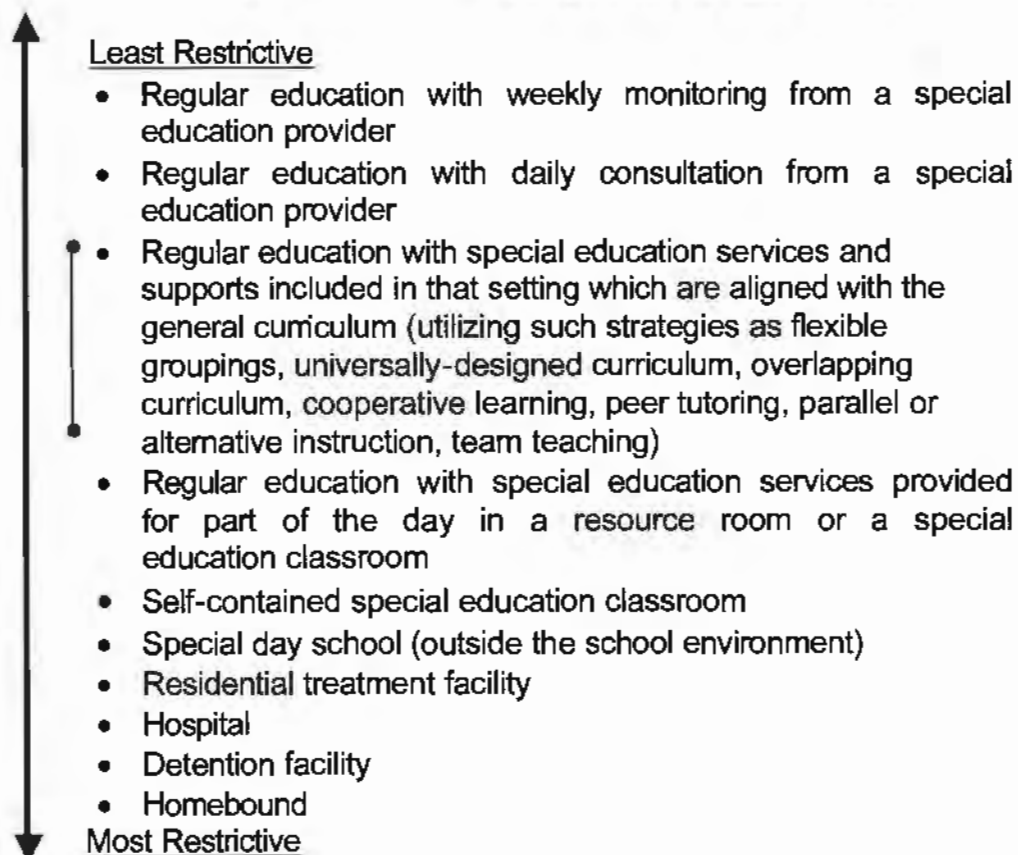 Least Restrictive
• Regular education with weekly monitoring from a special
education provider
• Regular education with daily consultation from a special
education provider
• Regular education with special education services and
supports included in that setting which are aligned with the
general curriculum (utilizing such strategies as flexible
groupings, universally-designed curriculum, overlapping
curriculum, cooperative learning, peer tutoring, parallel or
alternative instruction, team teaching)
• Regular education with special education services provided
for part of the day in a resource room or a special
education classroom
• Self-contained special education classroom
• Special day school (outside the school environment)
• Residential treatment facility
• Hospital
• Detention facility
• Homebound
Most Restrictive